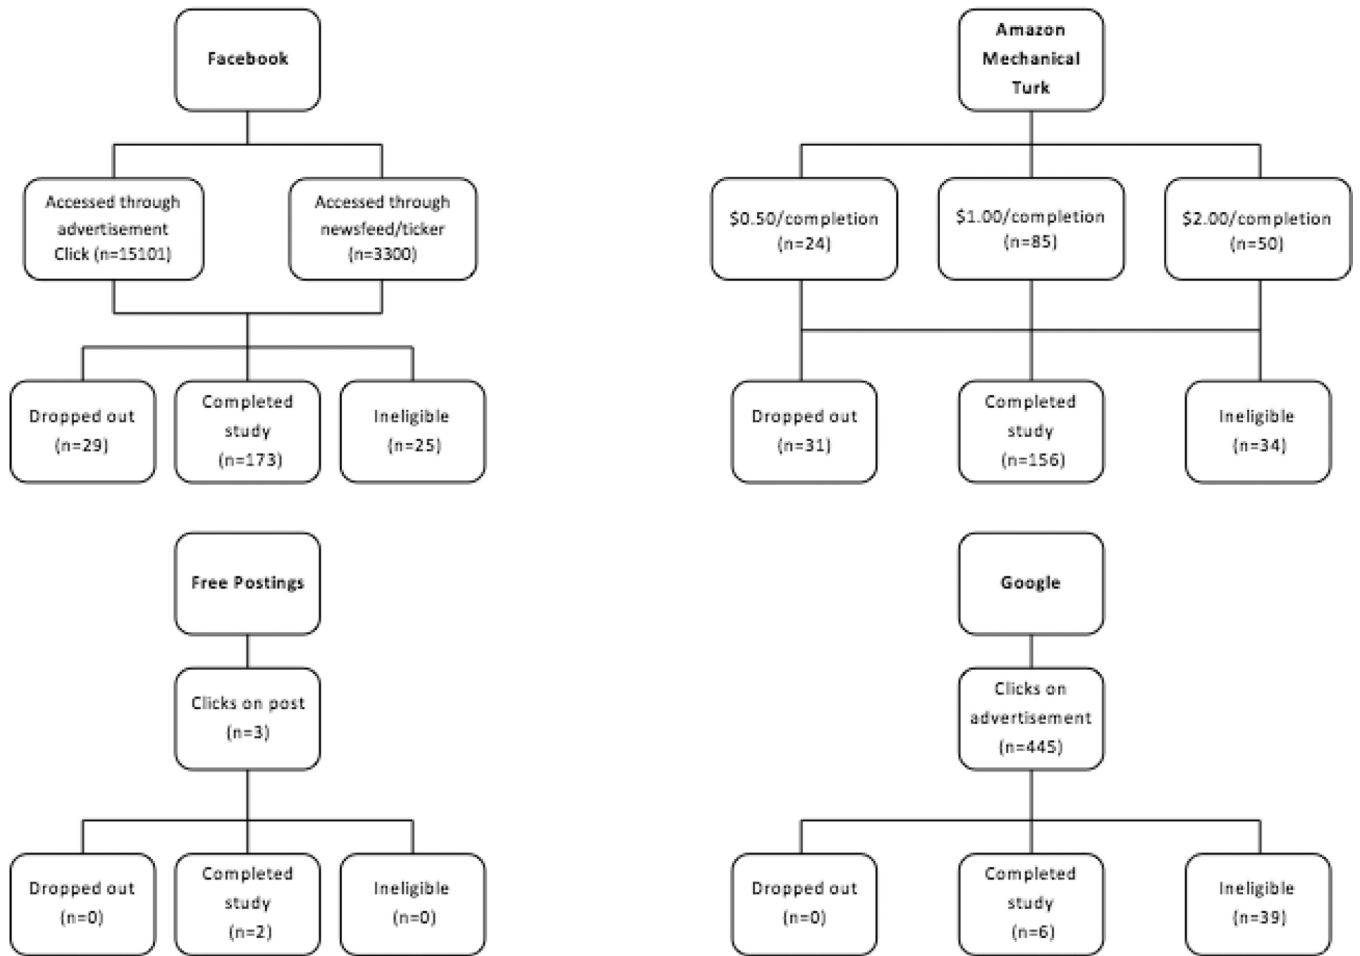 Facebook
Accessed through
advertisement
Click (n=15101)
Accessed through
newsfeed/ticker
(n=3300)
Dropped out
(n=29)
Completed
study
(n=173)
Ineligible
(n=25)
Amazon
Mechanical
Turk
$0.50/completion
(n=24)
$1.00/completion
(n=85)
$2.00/completion
(n=50)
Dropped out
(n=31)
Completed
study
(n=156)
Ineligible
(n=34)
Free Postings
Clicks on post
(n=3)
Dropped out
(n=0)
Completed
study
(n=2)
Ineligible
(n=0)
Google
Clicks on
advertisement
(n=445)
Dropped out
(n=0)
Completed
study
(n=6)
Ineligible
(n=39)